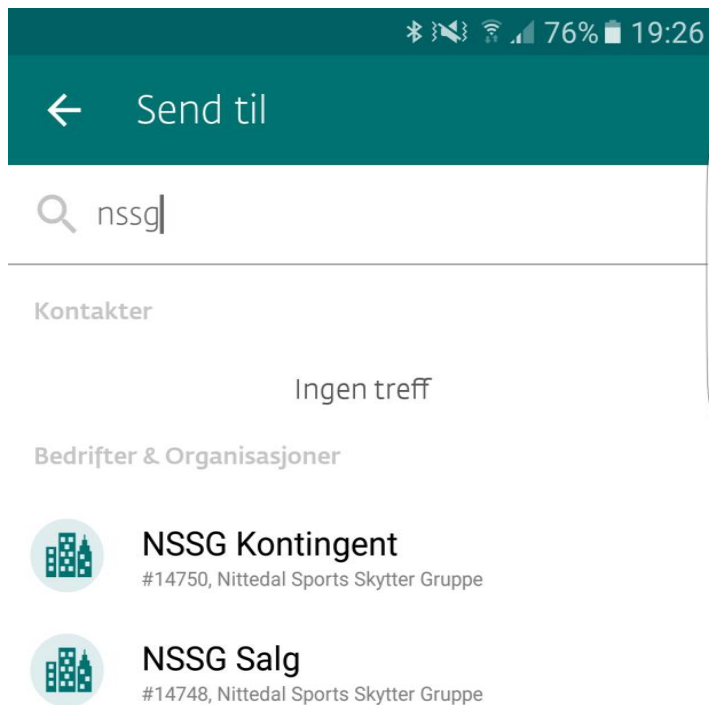 76% 19:26
Send til
nssg
Kontakter
Ingen treff
Bedrifter & Organisasjoner
NSSG Kontingent
#14750, Nittedal Sports Skytter Gruppe
NSSG Salg
#14748, Nittedal Sports Skytter Gruppe